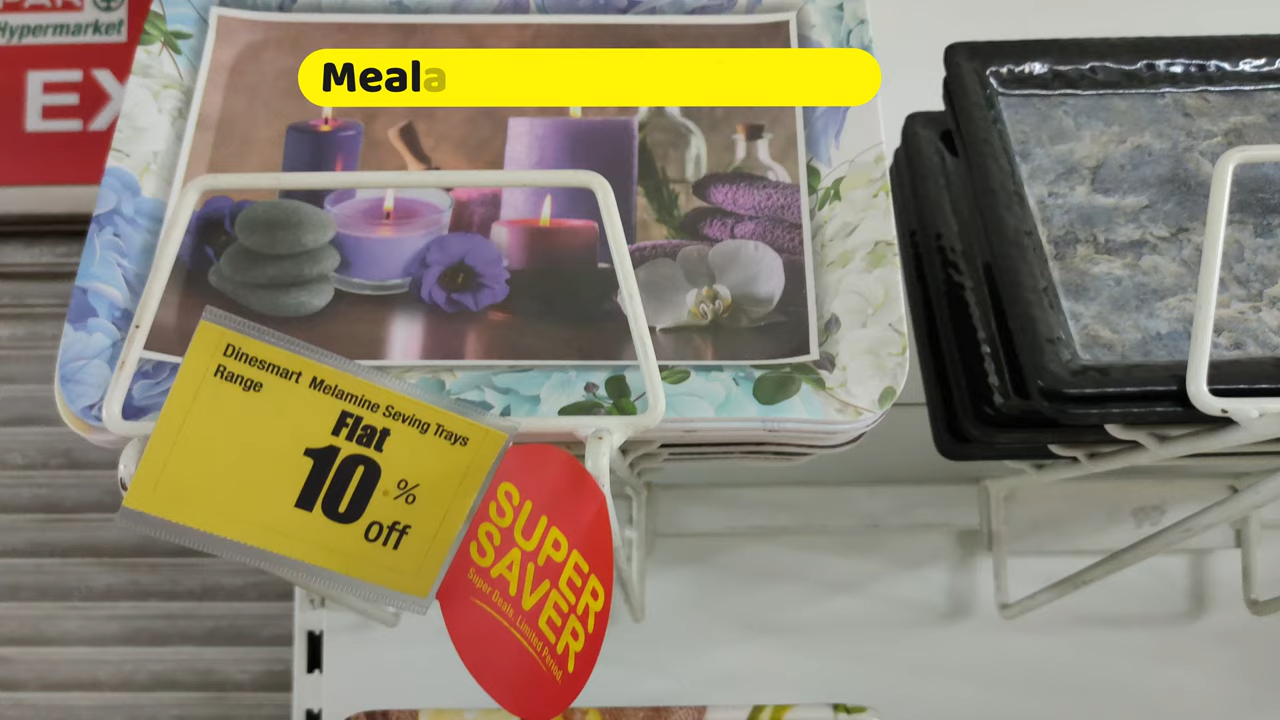 Hypermarket
EX
Meala
Dinesmart Melamine Seving Trays
Range
Flat
10 %
off
SUPER
SAVER
Super Deals. Limited Period.